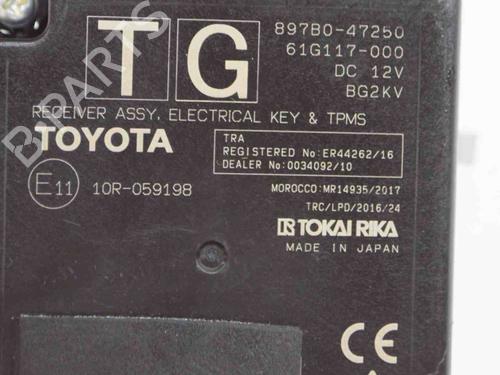 TG
897B0-47250
61G117-000
DC 12V
BG2KV
RECEIVER ASSY, ELECTRICAL KEY & TPMS
TOYOTA
TRA
REGISTERED No:ER44262/16
DEALER No:0034092/10
E11 10R-059198
MOROCCO:MR14935/2017
TRC/LPD/2016/24
TOKAI RIKA
MADE IN JAPAN
CE
B-PARTS